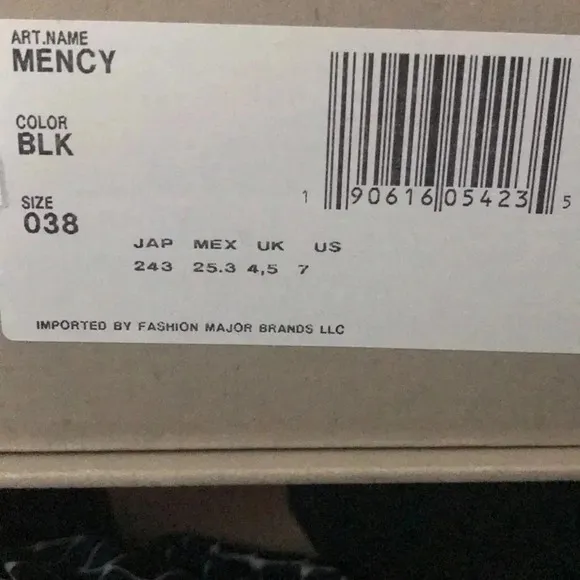 ART.NAME
MENCY
COLOR
BLK
SIZE
038
1 90616 05423 5
JAP MEX UK US
243 25.3 4,5 7
IMPORTED BY FASHION MAJOR BRANDS LLC